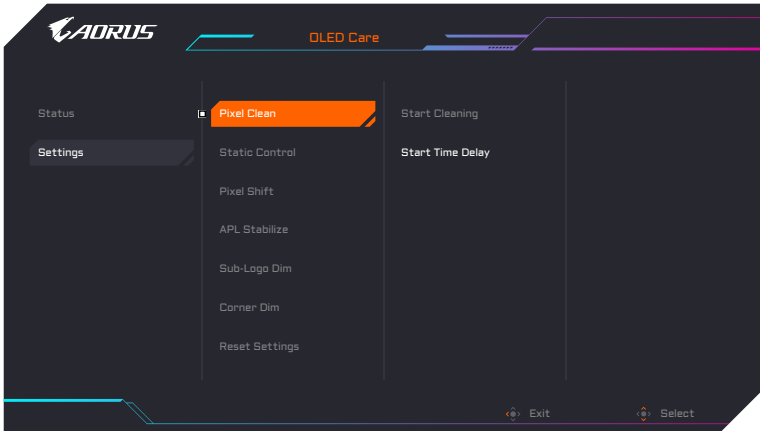 AORUS
OLED Care
Status
Settings
Pixel Clean
Static Control
Pixel Shift
APL Stabilize
Sub-Logo Dim
Corner Dim
Reset Settings
Start Cleaning
Start Time Delay
Exit
Select